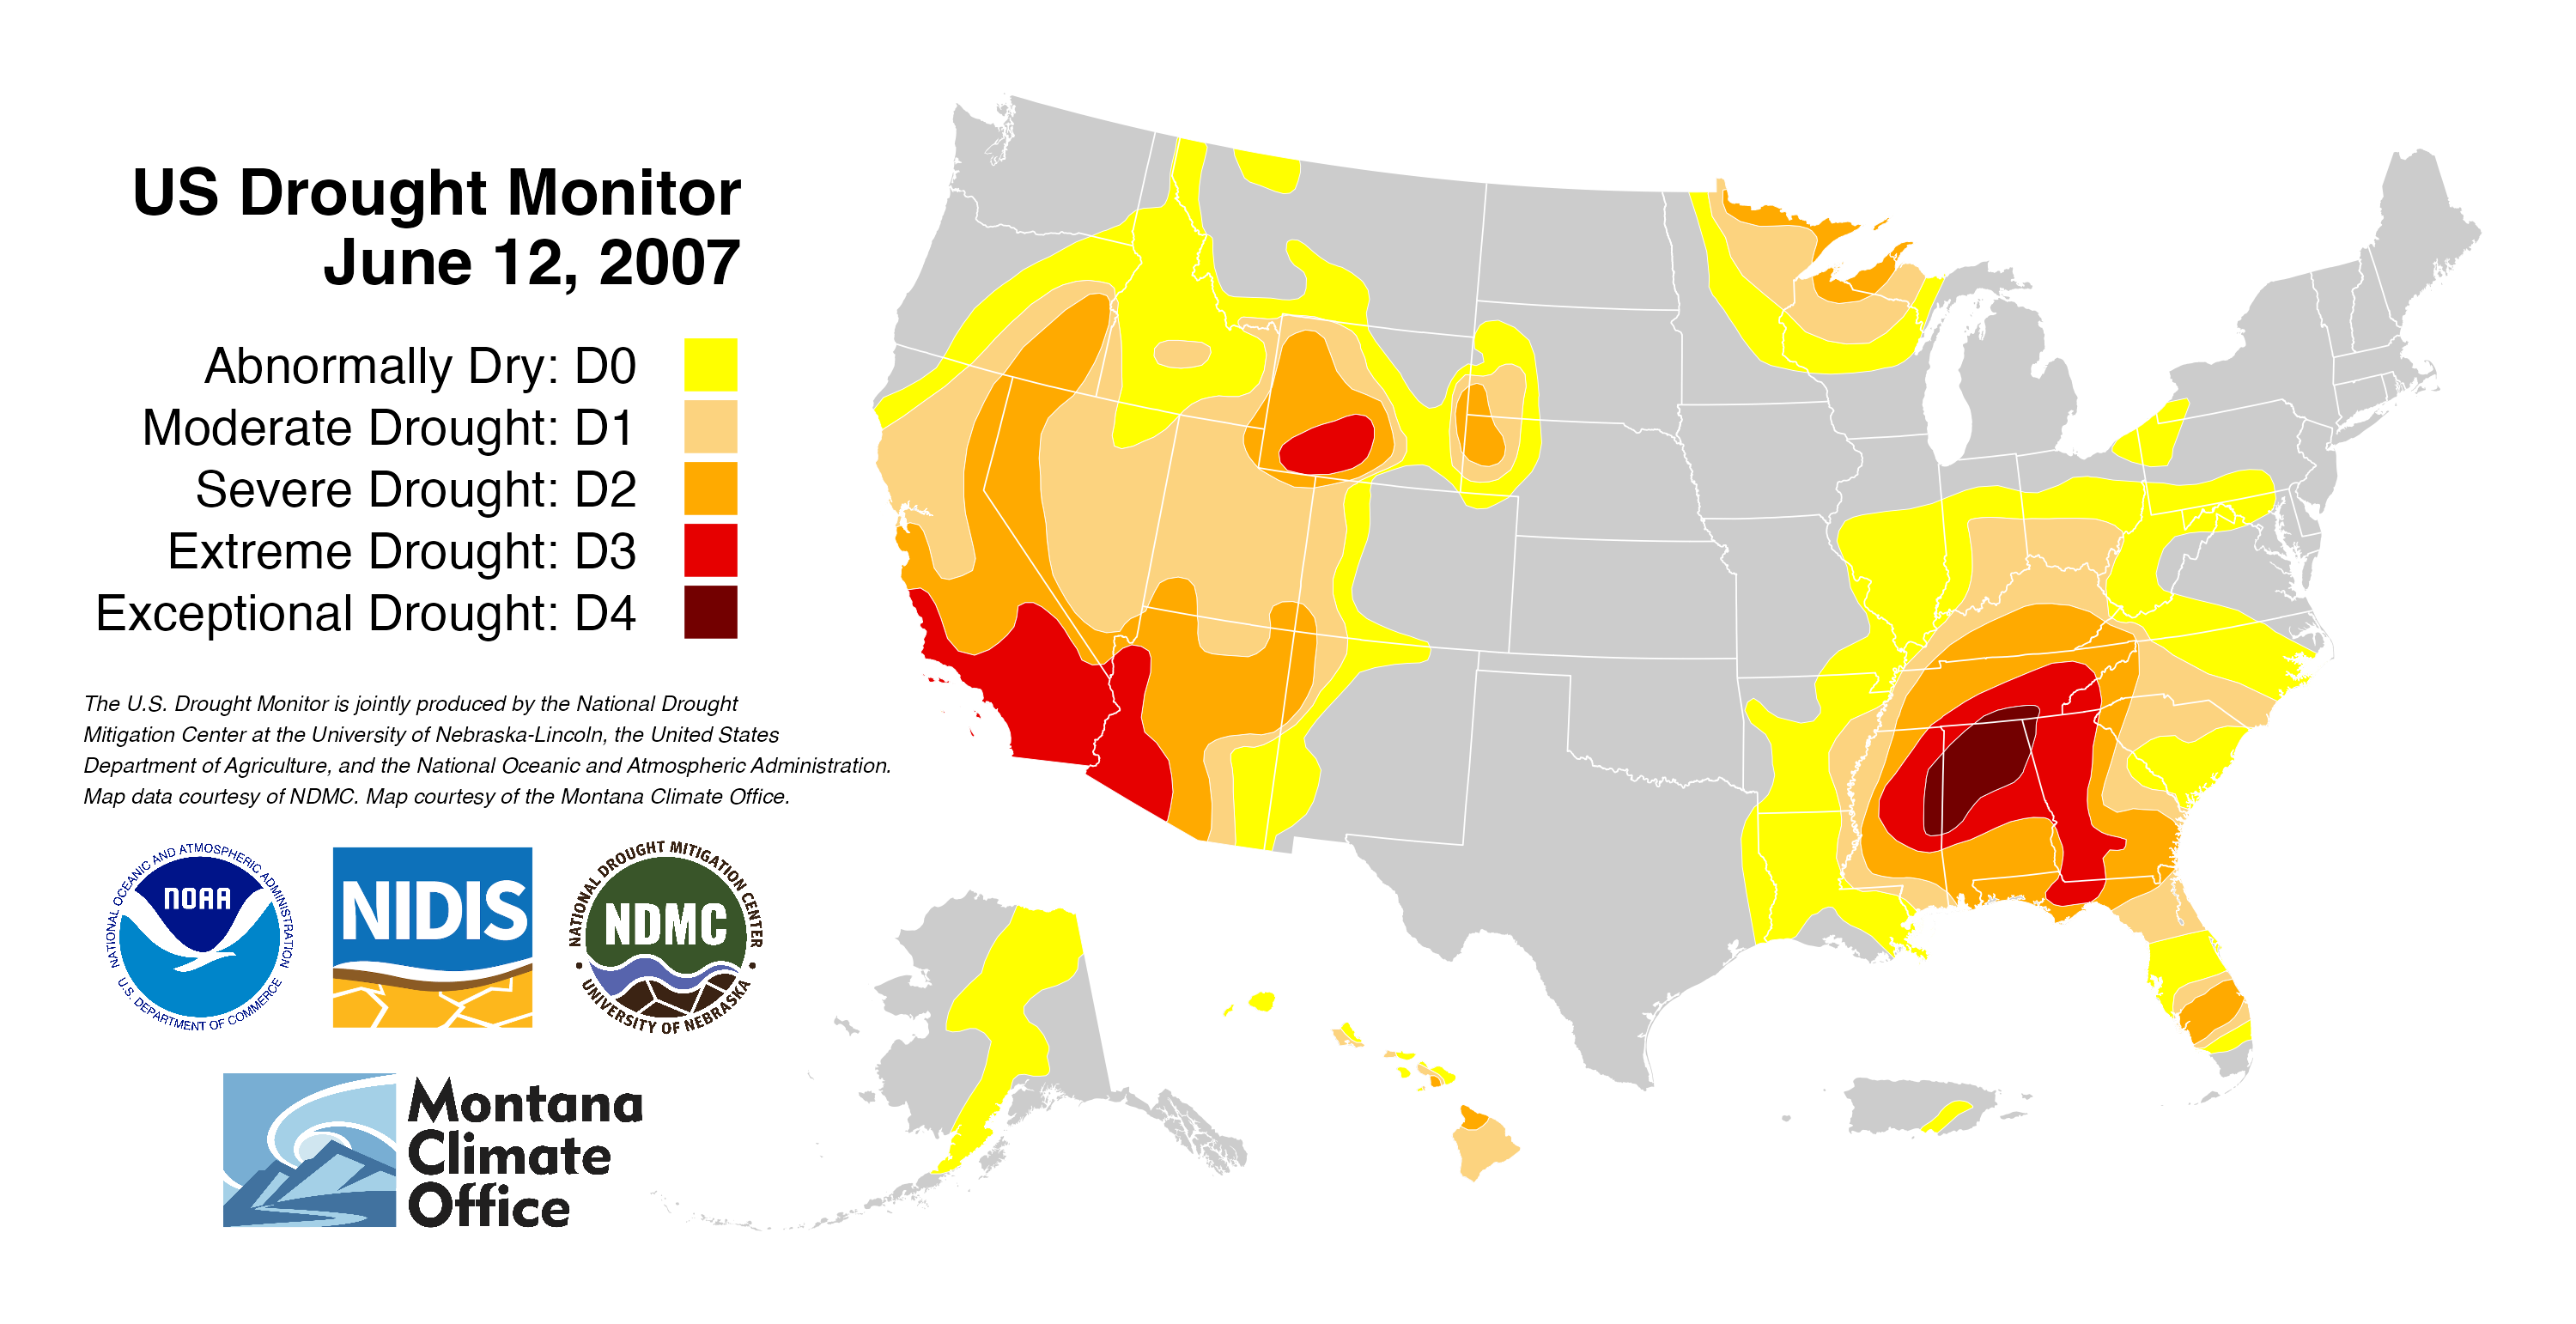 US Drought Monitor
June 12, 2007
Abnormally Dry: D0
Moderate Drought: D1
Severe Drought: D2
Extreme Drought: D3
Exceptional Drought: D4
The U.S. Drought Monitor is jointly produced by the National Drought
Mitigation Center at the University of Nebraska-Lincoln, the United States
Department of Agriculture, and the National Oceanic and Atmospheric Administration.
Map data courtesy of NDMC. Map courtesy of the Montana Climate Office.
NATIONAL OCEANIC AND ATMOSPHERIC ADMINISTRATION
NOAA
U.S. DEPARTMENT OF COMMERCE
NIDIS
NATIONAL DROUGHT MITIGATION CENTER
NDMC
UNIVERSITY OF NEBRASKA
Montana
Climate
Office